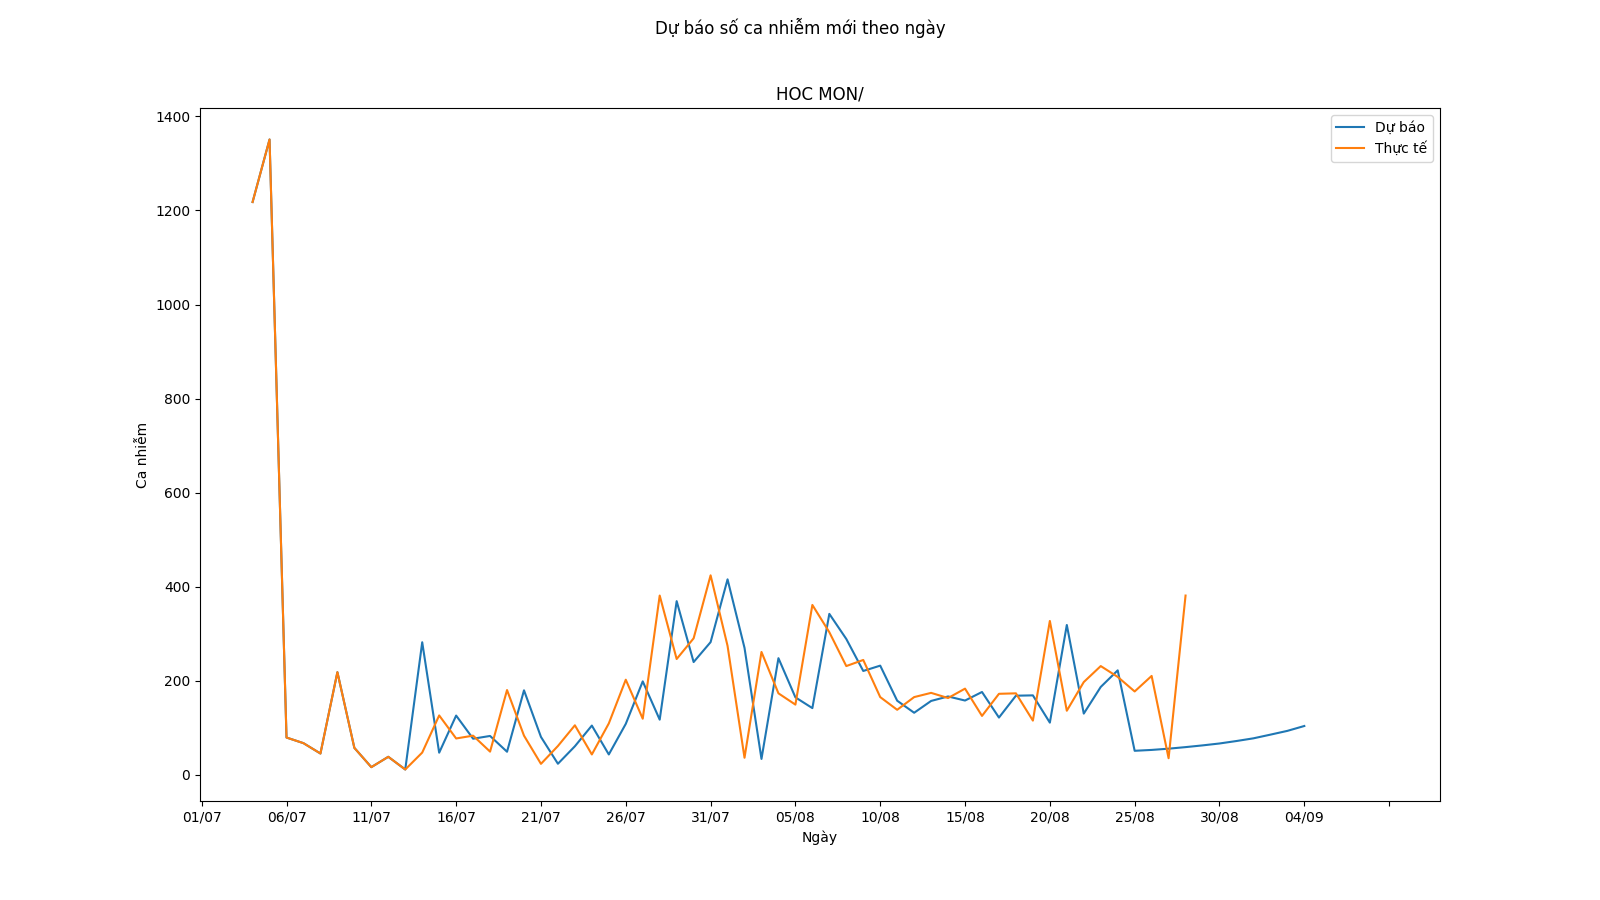 Dự báo số ca nhiễm mới theo ngày
HOC MON/
Dự báo
Thực tế
Ca nhiễm
1400
1200
1000
800
600
400
200
0
01/07 06/07 11/07 16/07 21/07 26/07 31/07 05/08 10/08 15/08 20/08 25/08 30/08 04/09
Ngày